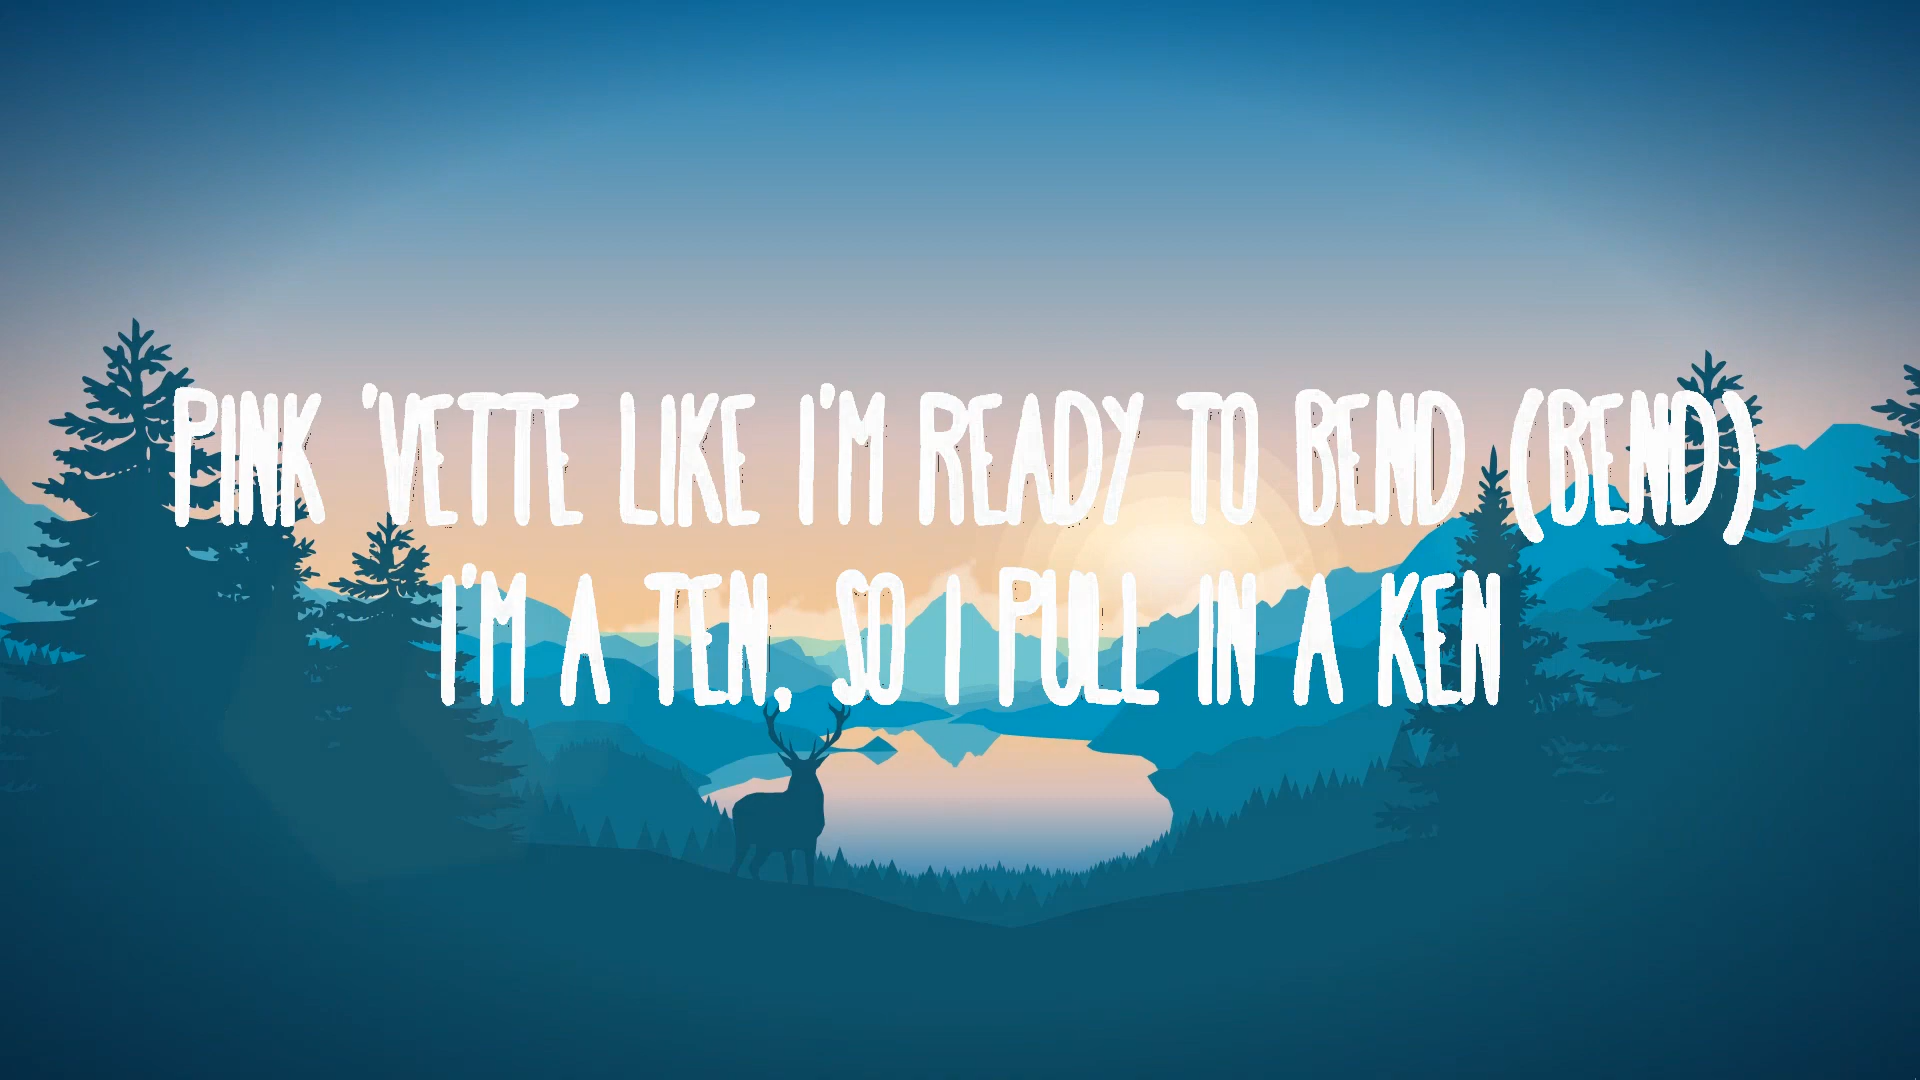 PINK 'VETTE LIKE I'M READY TO BEND (BEND)
I'M A TEN, SO I PULL IN A KEN